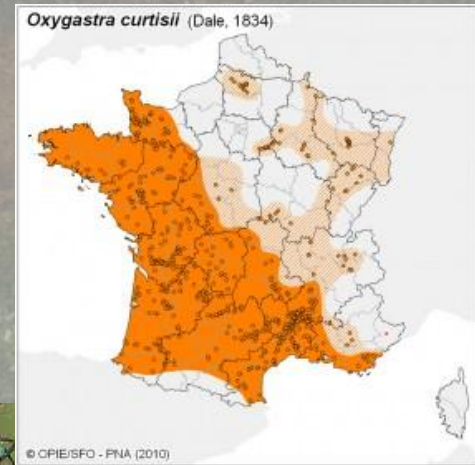 Oxygastra curtisii (Dale, 1834)
© OPIE/SFO - PNA (2010)